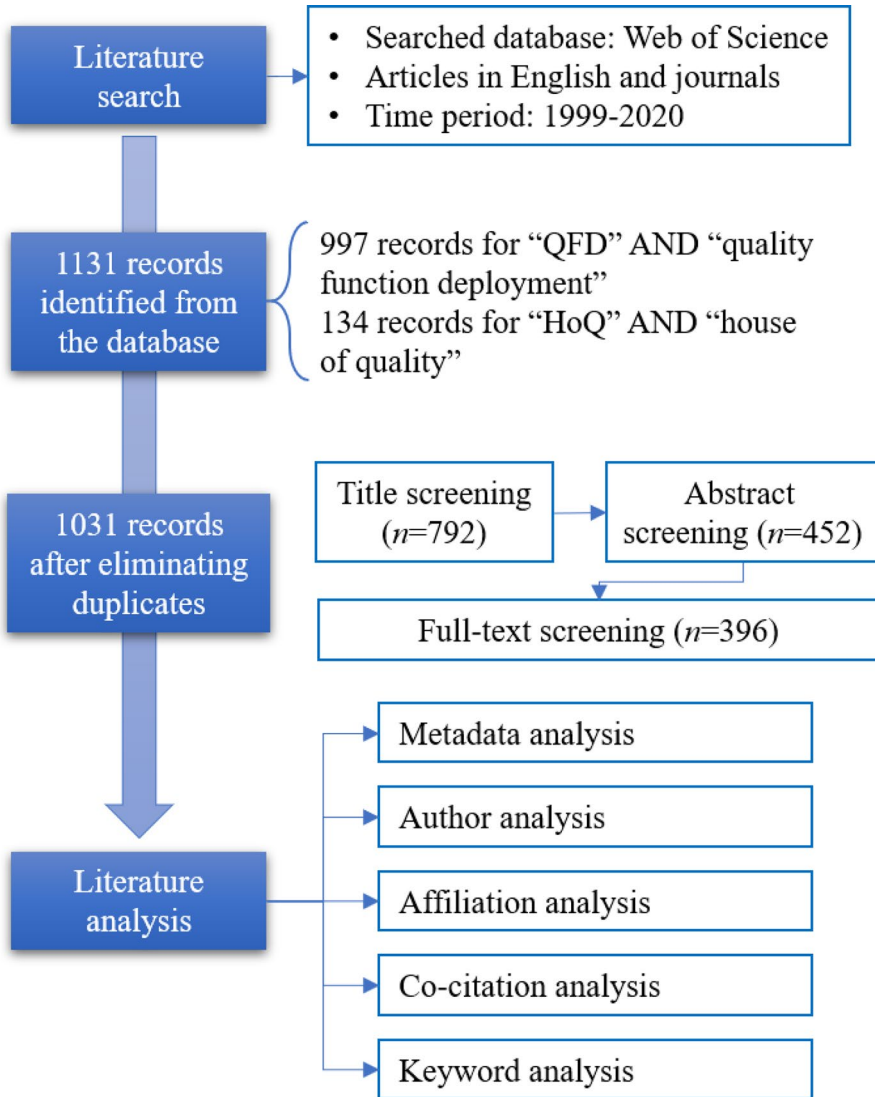 Literature
search
• Searched database: Web of Science
• Articles in English and journals
• Time period: 1999-2020
1131 records
identified from
the database
997 records for “QFD” AND “quality
function deployment”
134 records for “HoQ” AND “house
of quality”
1031 records
after eliminating
duplicates
Title screening
(n=792)
Abstract
screening (n=452)
Full-text screening (n=396)
Literature
analysis
Metadata analysis
Author analysis
Affiliation analysis
Co-citation analysis
Keyword analysis